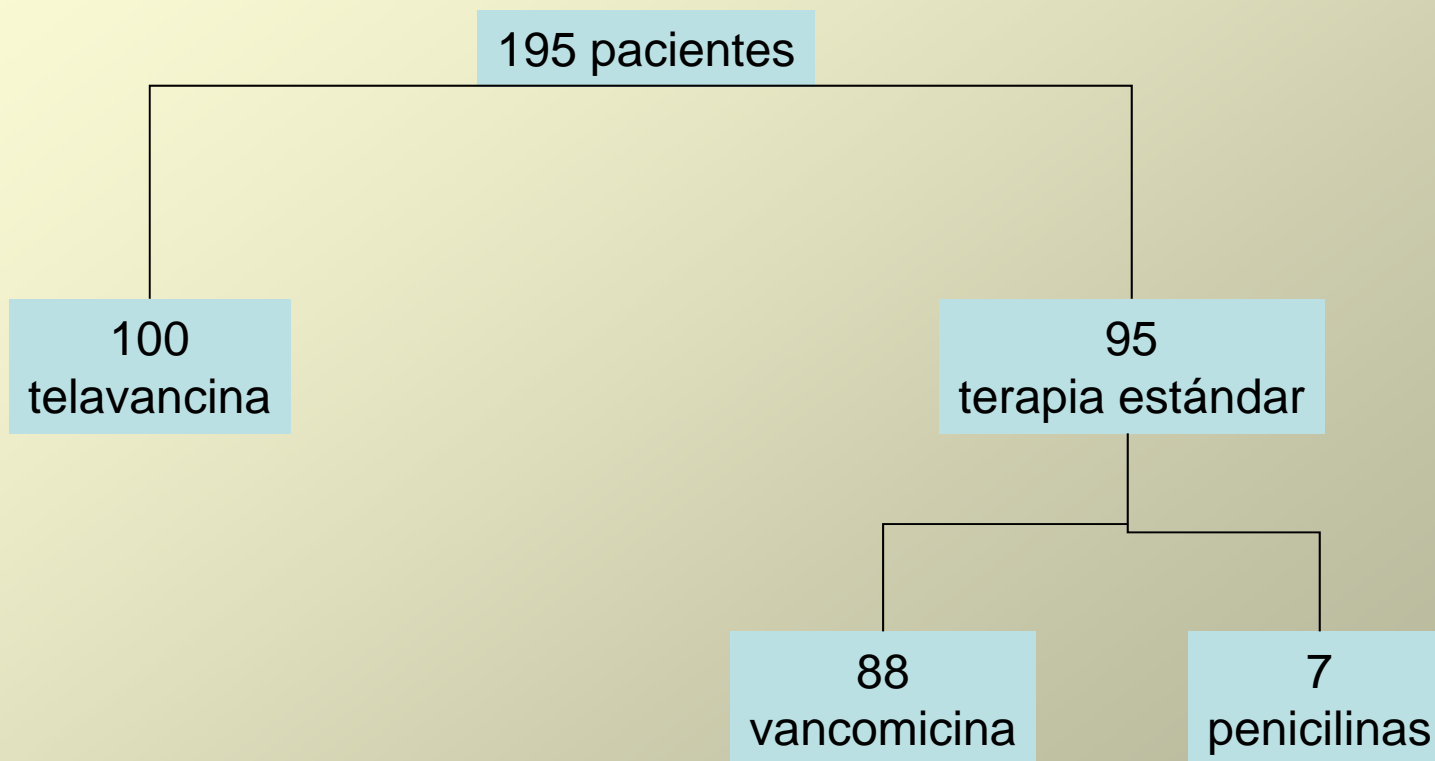 195 pacientes
100
telavancina
95
terapia estándar
88
vancomicina
7
penicilinas